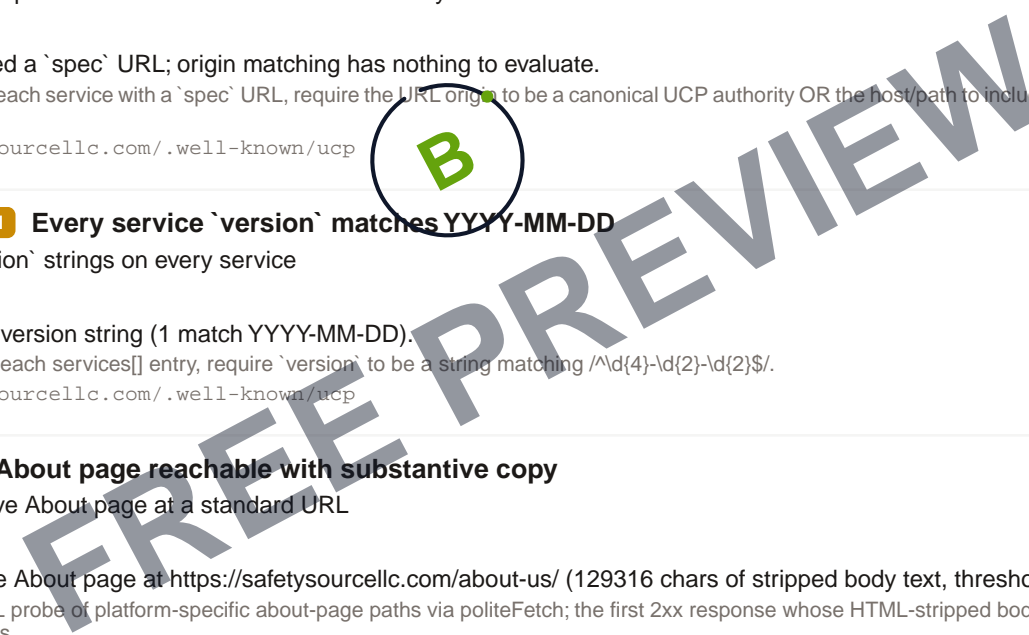 ed a `spec` URL; origin matching has nothing to evaluate.
each service with a `spec` URL, require the URL origin to be a canonical UCP authority OR the host/path to inclu
ourcellc.com/.well-known/ucp
B
Every service `version` matches YYYY-MM-DD
ion` strings on every service
version string (1 match YYYY-MM-DD).
each services[] entry, require `version` to be a string matching /^\d{4}-\d{2}-\d{2}$/.
ourcellc.com/.well-known/ucp
About page reachable with substantive copy
ve About page at a standard URL
e About page at https://safetysourcellc.com/about-us/ (129316 chars of stripped body text, thresho
L probe of platform-specific about-page paths via politeFetch; the first 2xx response whose HTML-stripped bod
s
FREE PREVIEW